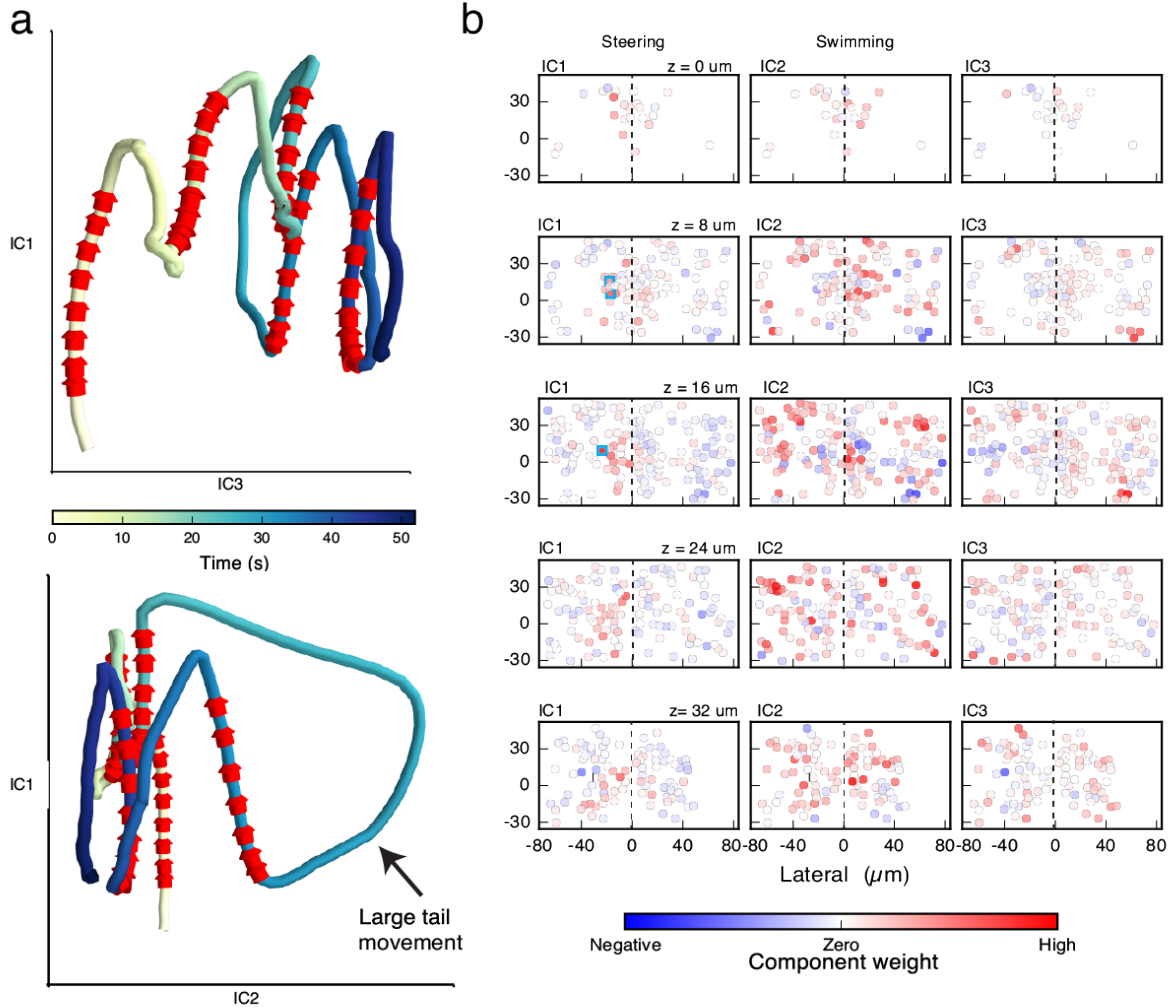 a
IC1
IC3
0 10 20 30 40 50
Time (s)
IC1
Large tail
movement
IC2
b
Steering Swimming
IC1 z = 0 um IC2 IC3
30
0
-30
IC1 z = 8 um IC2 IC3
30
0
-30
IC1 z = 16 um IC2 IC3
30
0
-30
IC1 z = 24 um IC2 IC3
30
0
-30
IC1 z= 32 um IC2 IC3
30
0
-30
-80 -40 0 40 80 -40 0 40 80 -40 0 40 80
Lateral (µm)
Negative Zero High
Component weight